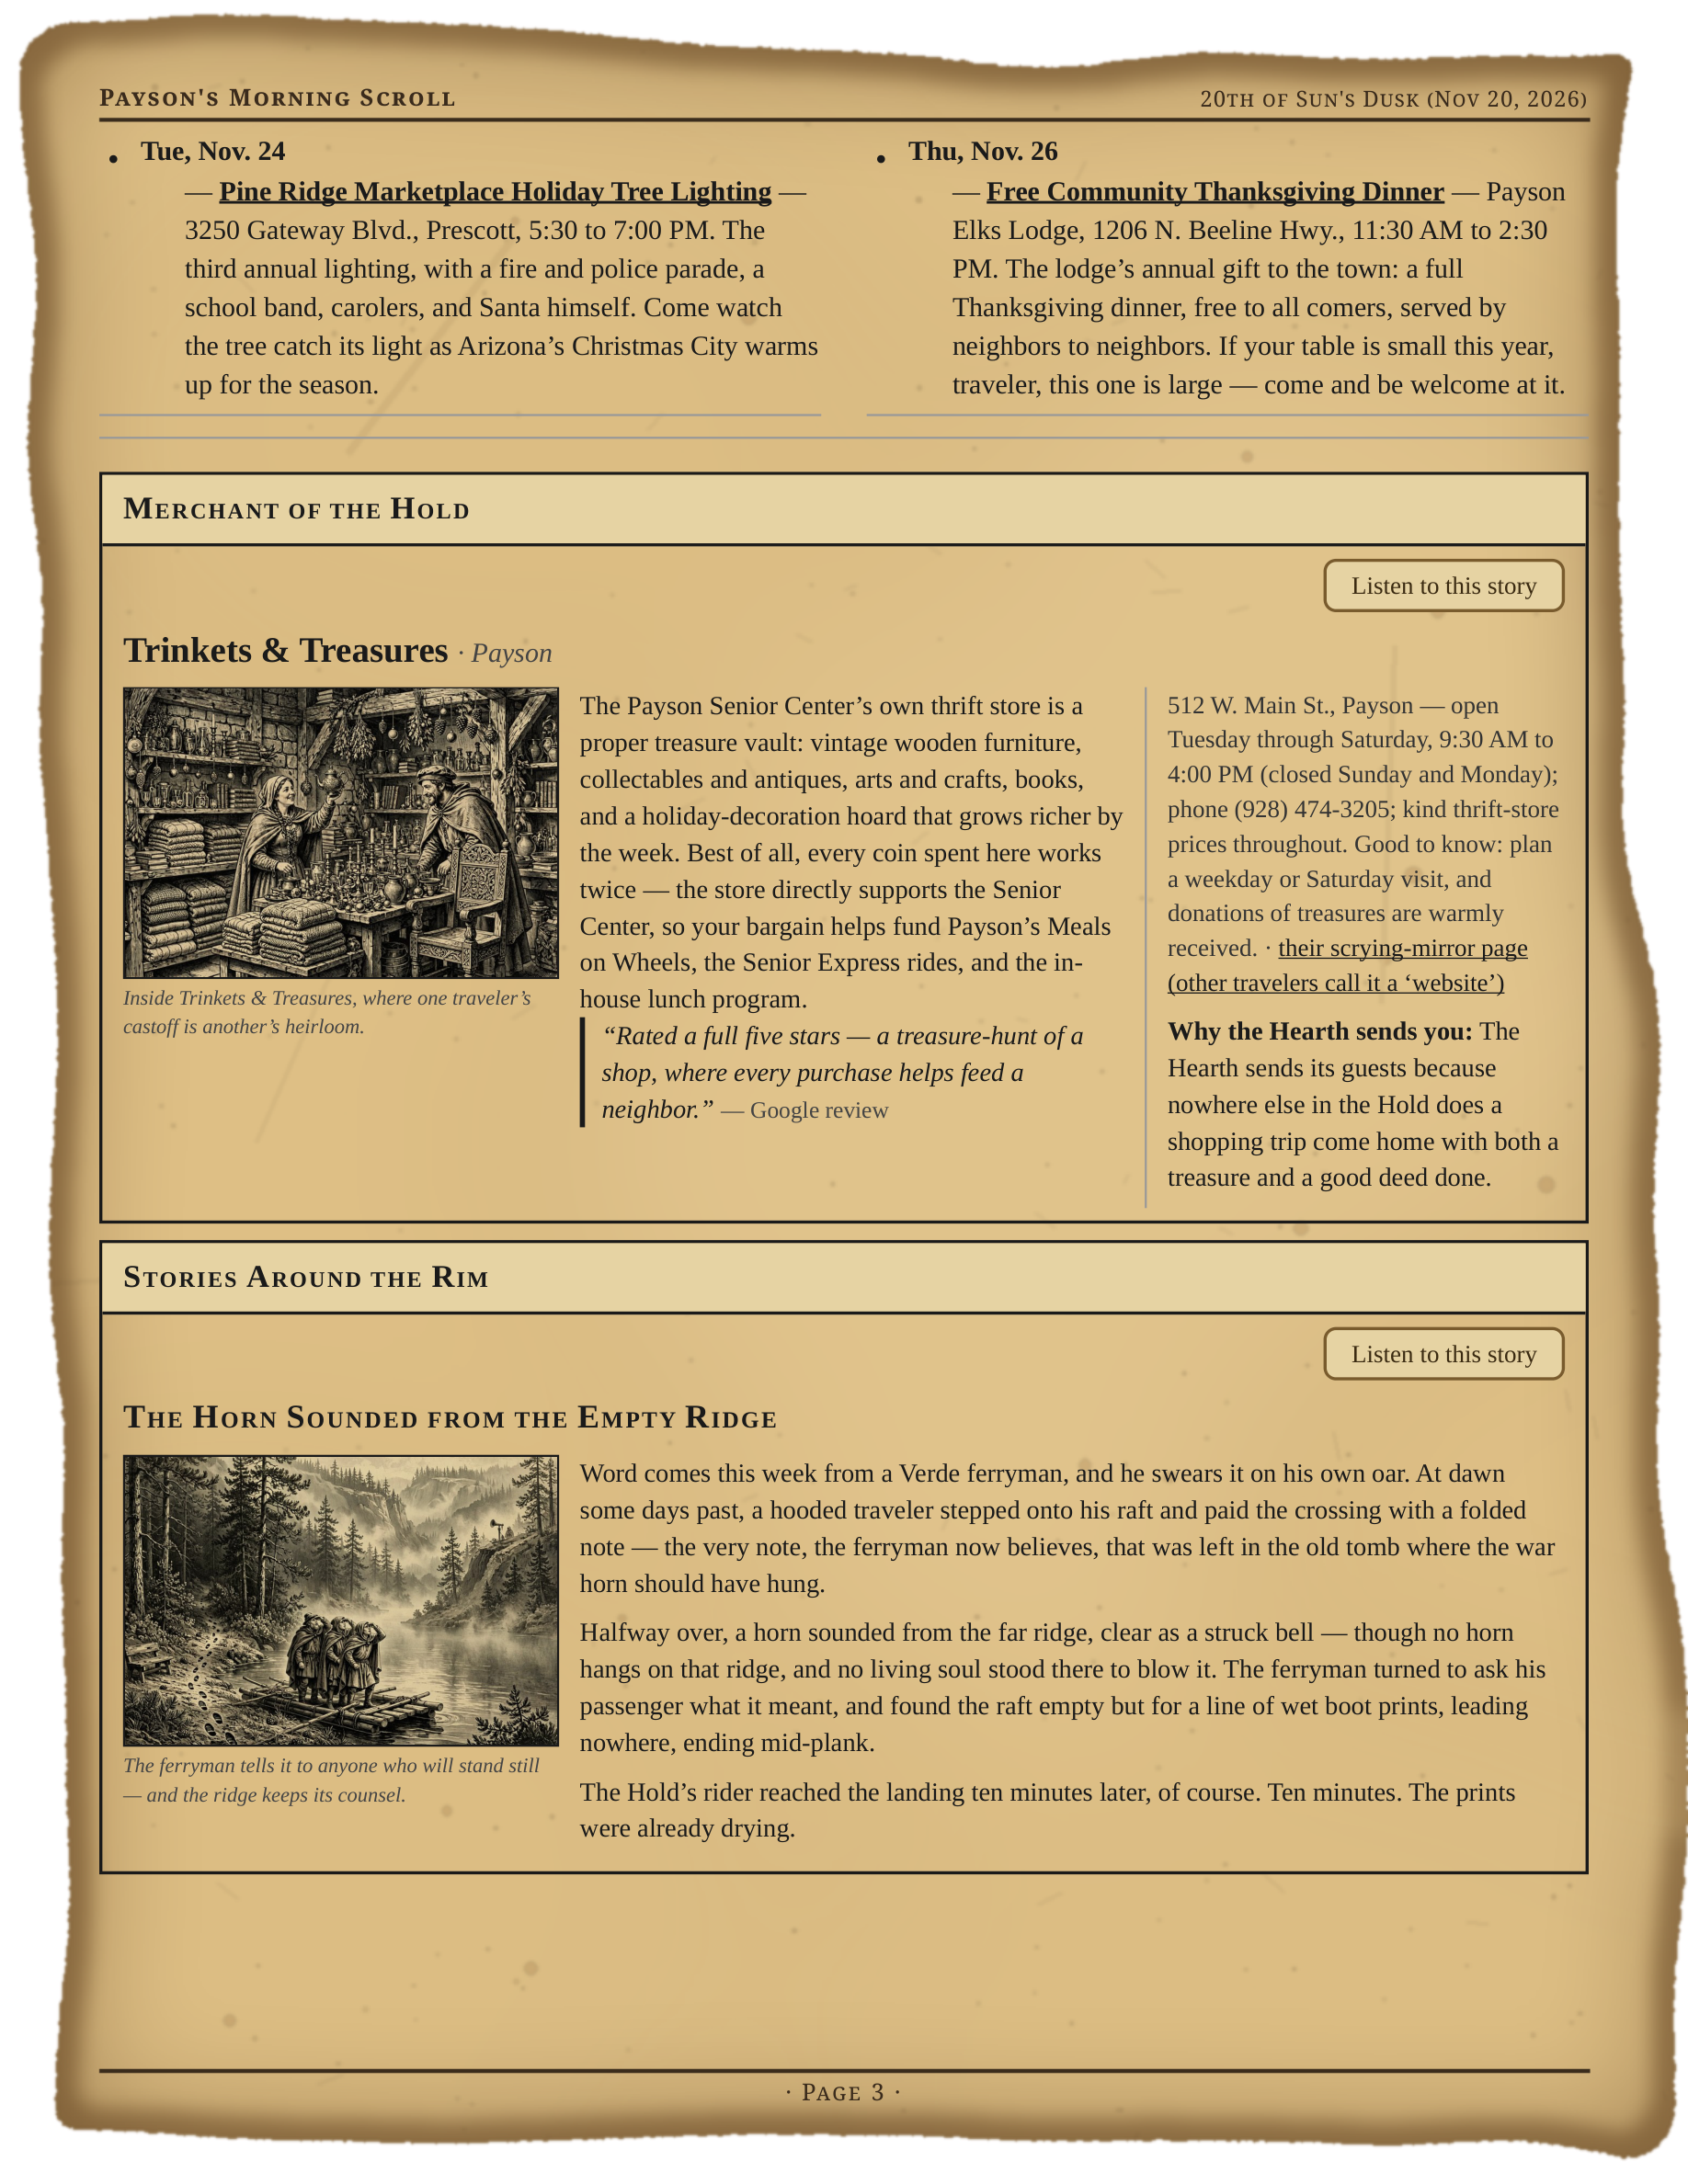 Payson's Morning Scroll
20th of Sun's Dusk (Nov 20, 2026)
• Tue, Nov. 24
— Pine Ridge Marketplace Holiday Tree Lighting —
3250 Gateway Blvd., Prescott, 5:30 to 7:00 PM. The
third annual lighting, with a fire and police parade, a
school band, carolers, and Santa himself. Come watch
the tree catch its light as Arizona’s Christmas City warms
up for the season.
• Thu, Nov. 26
— Free Community Thanksgiving Dinner — Payson
Elks Lodge, 1206 N. Beeline Hwy., 11:30 AM to 2:30
PM. The lodge’s annual gift to the town: a full
Thanksgiving dinner, free to all comers, served by
neighbors to neighbors. If your table is small this year,
traveler, this one is large — come and be welcome at it.
Merchant of the Hold
Listen to this story
Trinkets & Treasures · Payson
Inside Trinkets & Treasures, where one traveler’s
castoff is another’s heirloom.
The Payson Senior Center’s own thrift store is a
proper treasure vault: vintage wooden furniture,
collectables and antiques, arts and crafts, books,
and a holiday-decoration hoard that grows richer by
the week. Best of all, every coin spent here works
twice — the store directly supports the Senior
Center, so your bargain helps fund Payson’s Meals
on Wheels, the Senior Express rides, and the in-
house lunch program.
“Rated a full five stars — a treasure-hunt of a
shop, where every purchase helps feed a
neighbor.” — Google review
512 W. Main St., Payson — open
Tuesday through Saturday, 9:30 AM to
4:00 PM (closed Sunday and Monday);
phone (928) 474-3205; kind thrift-store
prices throughout. Good to know: plan
a weekday or Saturday visit, and
donations of treasures are warmly
received. · their scrying-mirror page
(other travelers call it a ‘website’)
Why the Hearth sends you: The
Hearth sends its guests because
nowhere else in the Hold does a
shopping trip come home with both a
treasure and a good deed done.
Stories Around the Rim
Listen to this story
The Horn Sounded from the Empty Ridge
The ferryman tells it to anyone who will stand still
— and the ridge keeps its counsel.
Word comes this week from a Verde ferryman, and he swears it on his own oar. At dawn
some days past, a hooded traveler stepped onto his raft and paid the crossing with a folded
note — the very note, the ferryman now believes, that was left in the old tomb where the war
horn should have hung.
Halfway over, a horn sounded from the far ridge, clear as a struck bell — though no horn
hangs on that ridge, and no living soul stood there to blow it. The ferryman turned to ask his
passenger what it meant, and found the raft empty but for a line of wet boot prints, leading
nowhere, ending mid-plank.
The Hold’s rider reached the landing ten minutes later, of course. Ten minutes. The prints
were already drying.
· Page 3 ·